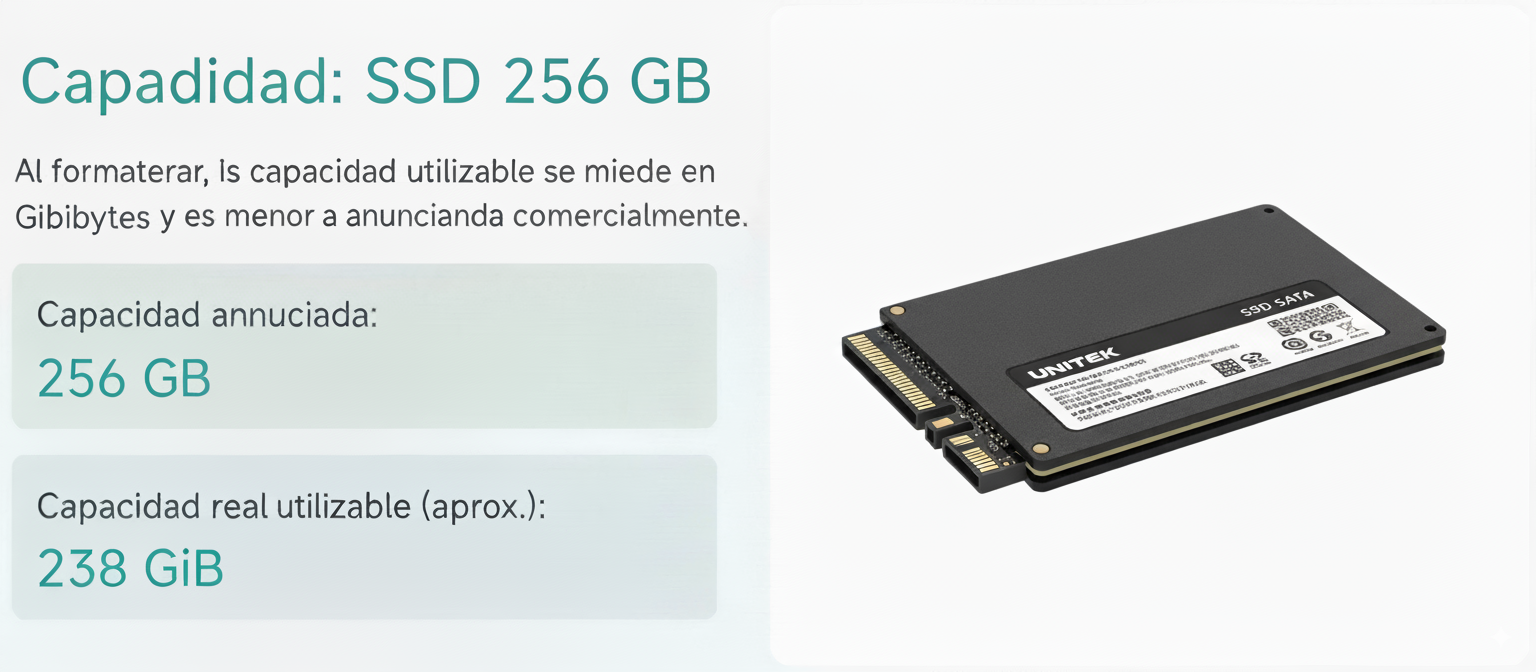 Capadidad: SSD 256 GB
Al formaterar, is capacidad utilizable se miede en
Gibibytes y es menor a anuncianda comercialmente.
Capacidad annuciada:
256 GB
Capacidad real utilizable (aprox.):
238 GiB
SSD SATA
UNITEK